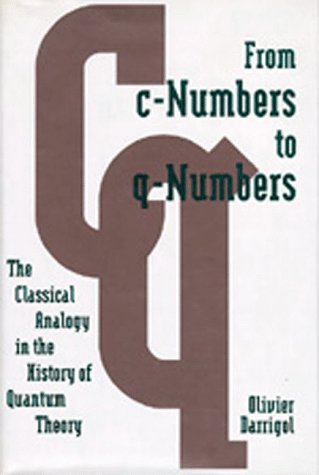 From
c-Numbers
to
q-Numbers
The
Classical
Analogy
in the
History of
Quantum
Theory
Olivier
Darrigol